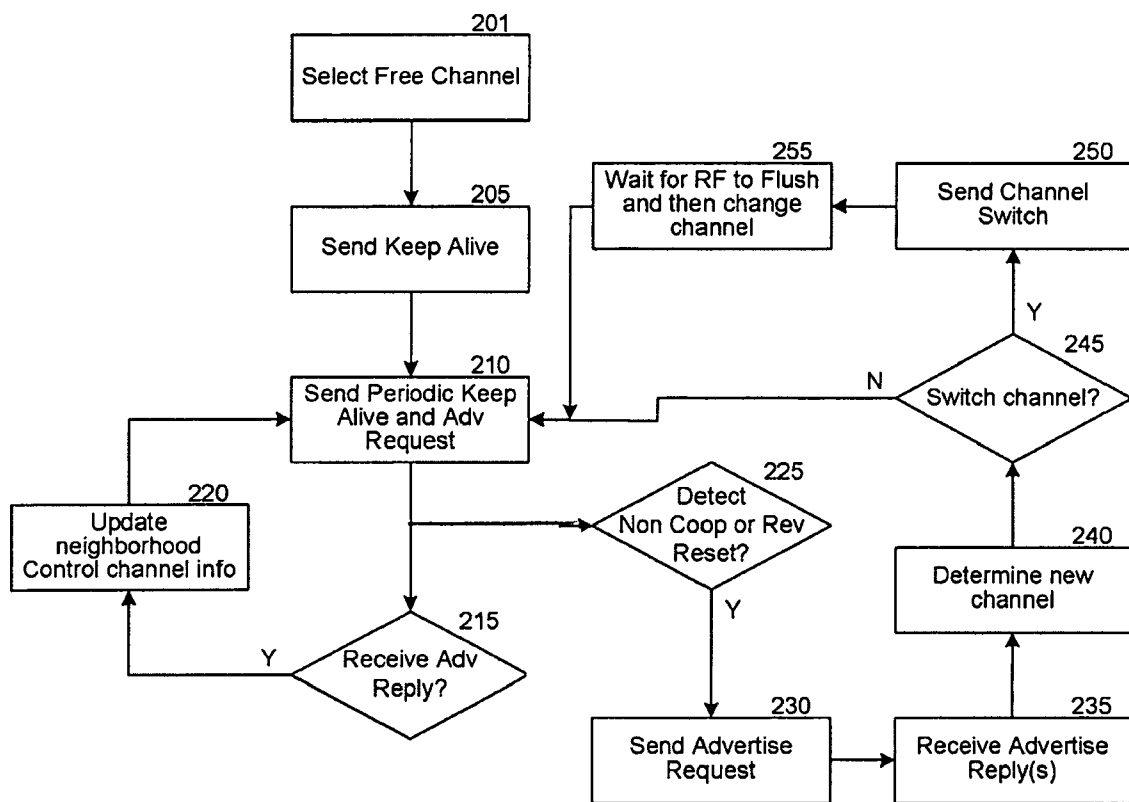 201
Select Free Channel
205
Send Keep Alive
210
Send Periodic Keep
Alive and Adv
Request
215
Receive Adv
Reply?
Y
220
Update
neighborhood
Control channel info
225
Detect
Non Coop or Rev
Reset?
Y
230
Send Advertise
Request
235
Receive Advertise
Reply(s)
240
Determine new
channel
245
Switch channel?
N
Y
250
Send Channel
Switch
255
Wait for RF to Flush
and then change
channel